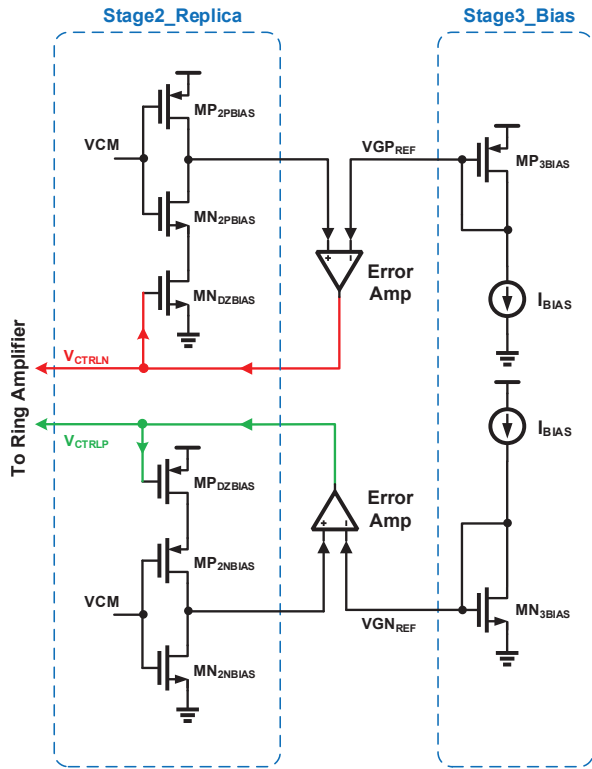 Stage2_Replica
Stage3_Bias
MP2PBIAS
VCM
VGPREF
MP3BIAS
MN2PBIAS
+ −
Error
Amp
MNDZBIAS
IBIAS
VCTRLN
To Ring Amplifier
VCTRLP
IBIAS
MPDZBIAS
Error
Amp
+ −
MP2NBIAS
VCM
MN3BIAS
VGNREF
MN2NBIAS